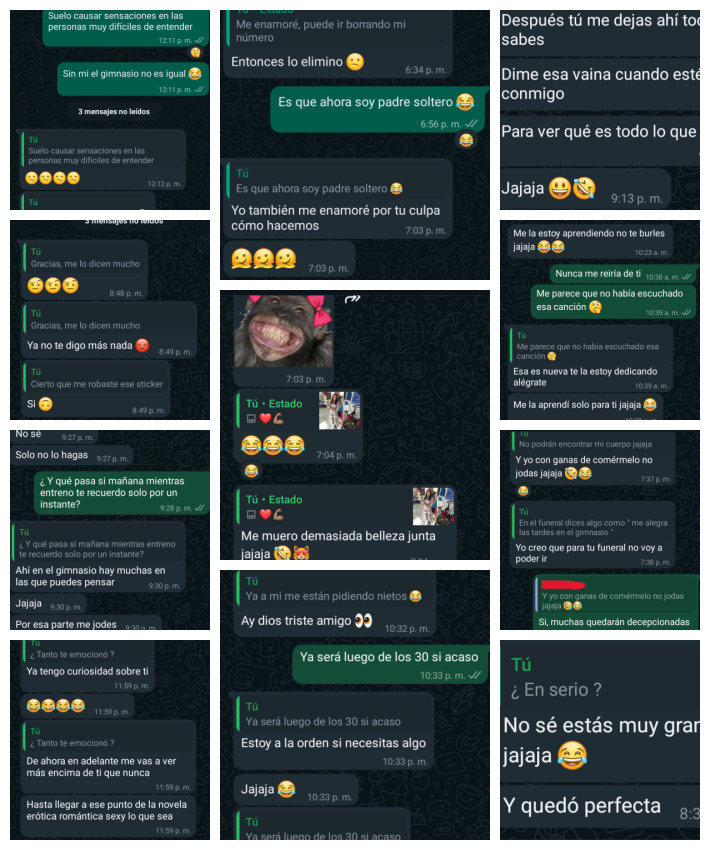 Suelo causar sensaciones en las
personas muy difíciles de entender
12:11 p. m.
Sin mi el gimnasio no es igual 😂
12:11 p. m.
3 mensajes no leídos
Tú
Suelo causar sensaciones en las
personas muy difíciles de entender
🙁🙁🙁🙁
12:12 p. m.
Tú
3 mensajes no leídos
Tú
Gracias, me lo dicen mucho
🤨🤨🤨
8:48 p. m.
Tú
Gracias, me lo dicen mucho
Ya no te digo más nada 😡
8:49 p. m.
Tú
Cierto que me robaste ese sticker
Si 🙃
8:49 p. m.
No sé
9:27 p. m.
Solo no lo hagas
9:27 p. m.
¿ Y qué pasa si mañana mientras
entreno te recuerdo solo por un
instante?
9:28 p. m.
Tú
¿ Y qué pasa si mañana mientras entreno
te recuerdo solo por un instante?
Ahí en el gimnasio hay muchas en
las que puedes pensar
9:30 p. m.
Jajaja
9:30 p. m.
Por esa parte me jodes
9:30 p. m.
Tú
¿ Tanto te emocionó ?
Ya tengo curiosidad sobre ti
11:59 p. m.
😂😂😂😂
11:59 p. m.
Tú
¿ Tanto te emocionó ?
De ahora en adelante me vas a ver
más encima de ti que nunca
11:59 p. m.
Hasta llegar a ese punto de la novela
erótica romántica sexy lo que sea
11:59 p. m.
Tú • Estado
Me enamoré, puede ir borrando mi
número
Entonces lo elimino 🙁
6:34 p. m.
Es que ahora soy padre soltero 😂
6:56 p. m.
😂
Tú
Es que ahora soy padre soltero 😂
Yo también me enamoré por tu culpa
cómo hacemos
7:03 p. m.
🫠🫠🫠
7:03 p. m.
7:03 p. m.
Tú • Estado
❤️💪🏽
😂😂😂
7:04 p. m.
😂
Tú • Estado
❤️💪🏽
Me muero demasiada belleza junta
jajaja 🤣😻
Tú
Ya a mi me están pidiendo nietos 😂
Ay dios triste amigo 👀
10:32 p. m.
Ya será luego de los 30 si acaso
10:33 p. m.
Tú
Ya será luego de los 30 si acaso
Estoy a la orden si necesitas algo
10:33 p. m.
Jajaja 😂
10:33 p. m.
Tú
Ya será luego de los 30 si acaso
Después tú me dejas ahí
sabes
Dime esa vaina cuando
conmigo
Para ver qué es todo lo que
Jajaja 😃🤣
9:13 p. m.
Me la estoy aprendiendo no te burles
jajaja 😂😂
10:23 a. m.
Nunca me reiría de ti
10:38 a. m.
Me parece que no había escuchado
esa canción 🤔
10:39 a. m.
Tú
Me parece que no había escuchado esa
canción 🤔
Esa es nueva te la estoy dedicando
alégrate
10:39 a. m.
Me la aprendí solo para ti jajaja 😂
Tú
No podrán encontrar mi cuerpo jajaja
Y yo con ganas de comérmelo no
jodas jajaja 🤣😂
7:37 p. m.
😂
Tú
En el funeral dices algo como " me alegra
las tardes en el gimnasio "
Yo creo que para tu funeral no voy a
poder ir
7:38 p. m.
Y yo con ganas de comérmelo no jodas
jajaja 🤣😂
Si, muchas quedarán decepcionadas
Tú
¿ En serio ?
No sé estás muy
jajaja 😂
Y quedó perfecta